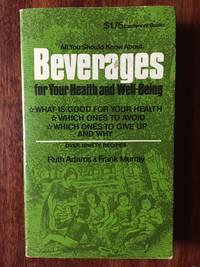 $1.75 Larchmont Books
All You Should Know About
Beverages
for Your Health and Well-Being
☆WHAT IS GOOD FOR YOUR HEALTH
☆WHICH ONES TO AVOID
☆WHICH ONES TO GIVE UP
AND WHY
OVER NINETY RECIPES
Ruth Adams & Frank Murray